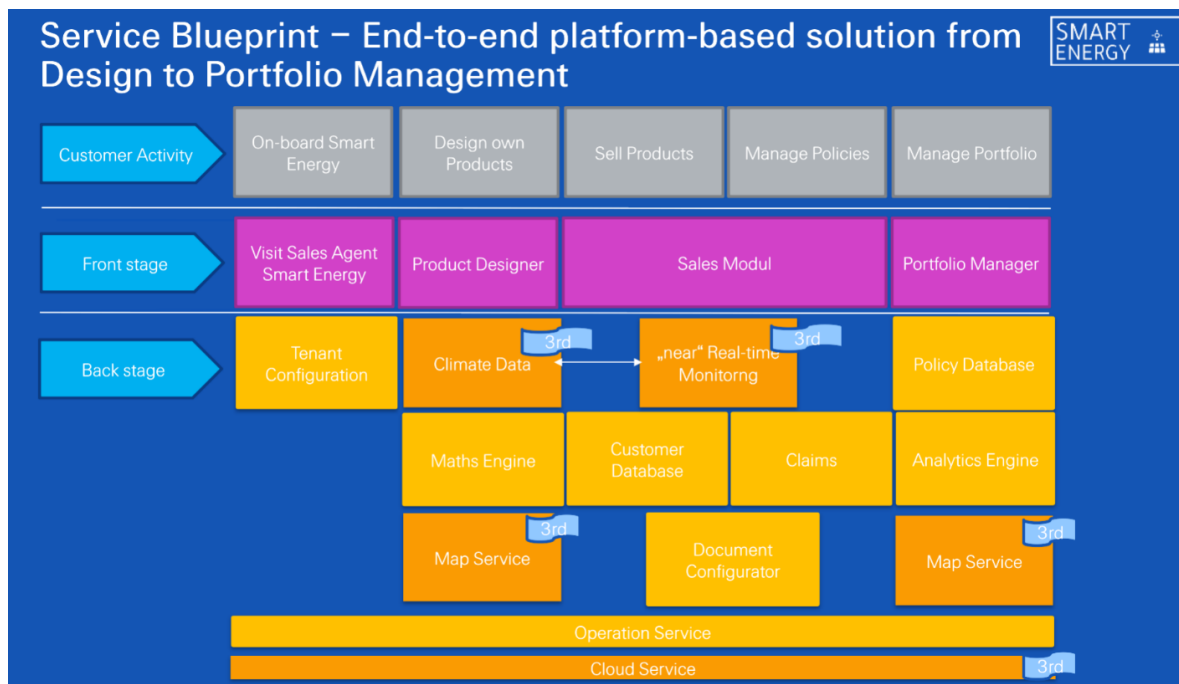 Service Blueprint – End-to-end platform-based solution from
Design to Portfolio Management
SMART
ENERGY
Customer Activity
On-board Smart
Energy
Design own
Products
Sell Products
Manage Policies
Manage Portfolio
Front stage
Visit Sales Agent
Smart Energy
Product Designer
Sales Modul
Portfolio Manager
Back stage
Tenant
Configuration
3rd
Climate Data
3rd
„near“ Real-time
Monitorng
Policy Database
Maths Engine
Customer
Database
Claims
Analytics Engine
3rd
Map Service
Document
Configurator
3rd
Map Service
Operation Service
Cloud Service
3rd